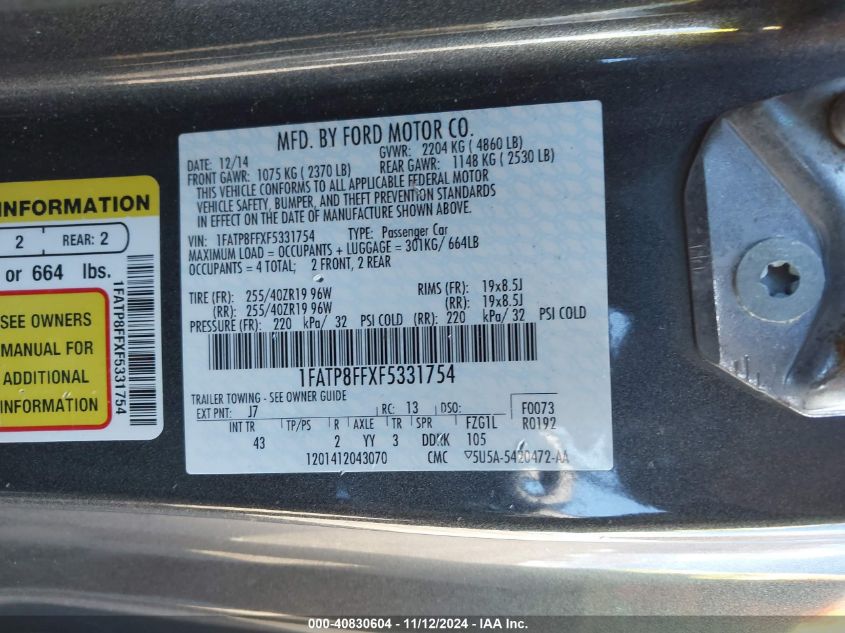 MFD. BY FORD MOTOR CO.
DATE: 12/14 GVWR: 2204 KG ( 4860 LB)
FRONT GAWR: 1075 KG ( 2370 LB) REAR GAWR: 1148 KG ( 2530 LB)
THIS VEHICLE CONFORMS TO ALL APPLICABLE FEDERAL MOTOR
VEHICLE SAFETY, BUMPER, AND THEFT PREVENTION STANDARDS
IN EFFECT ON THE DATE OF MANUFACTURE SHOWN ABOVE.
VIN: 1FATP8FFXF5331754 TYPE: Passenger Car
MAXIMUM LOAD = OCCUPANTS + LUGGAGE = 301KG/ 664LB
OCCUPANTS = 4 TOTAL; 2 FRONT, 2 REAR
TIRE (FR): 255/40ZR19 96W RIMS (FR): 19x8.5J
(RR): 255/40ZR19 96W (RR): 19x8.5J
PRESSURE (FR): 220 kPa/ 32 PSI COLD (RR): 220 kPa/ 32 PSI COLD
1FATP8FFXF5331754
TRAILER TOWING - SEE OWNER GUIDE
EXT PNT: J7 RC: 13 DSO: F0073
INT TR TP/PS R AXLE TR SPR FZG1L R0192
43 2 YY 3 105
1201412043070 CMC ▽5U5A-5420472-AA
INFORMATION
2 REAR: 2
or 664 lbs.
SEE OWNERS
MANUAL FOR
ADDITIONAL
INFORMATION
1FATP8FFXF5331754
000-40830604 - 11/12/2024 - IAA Inc.